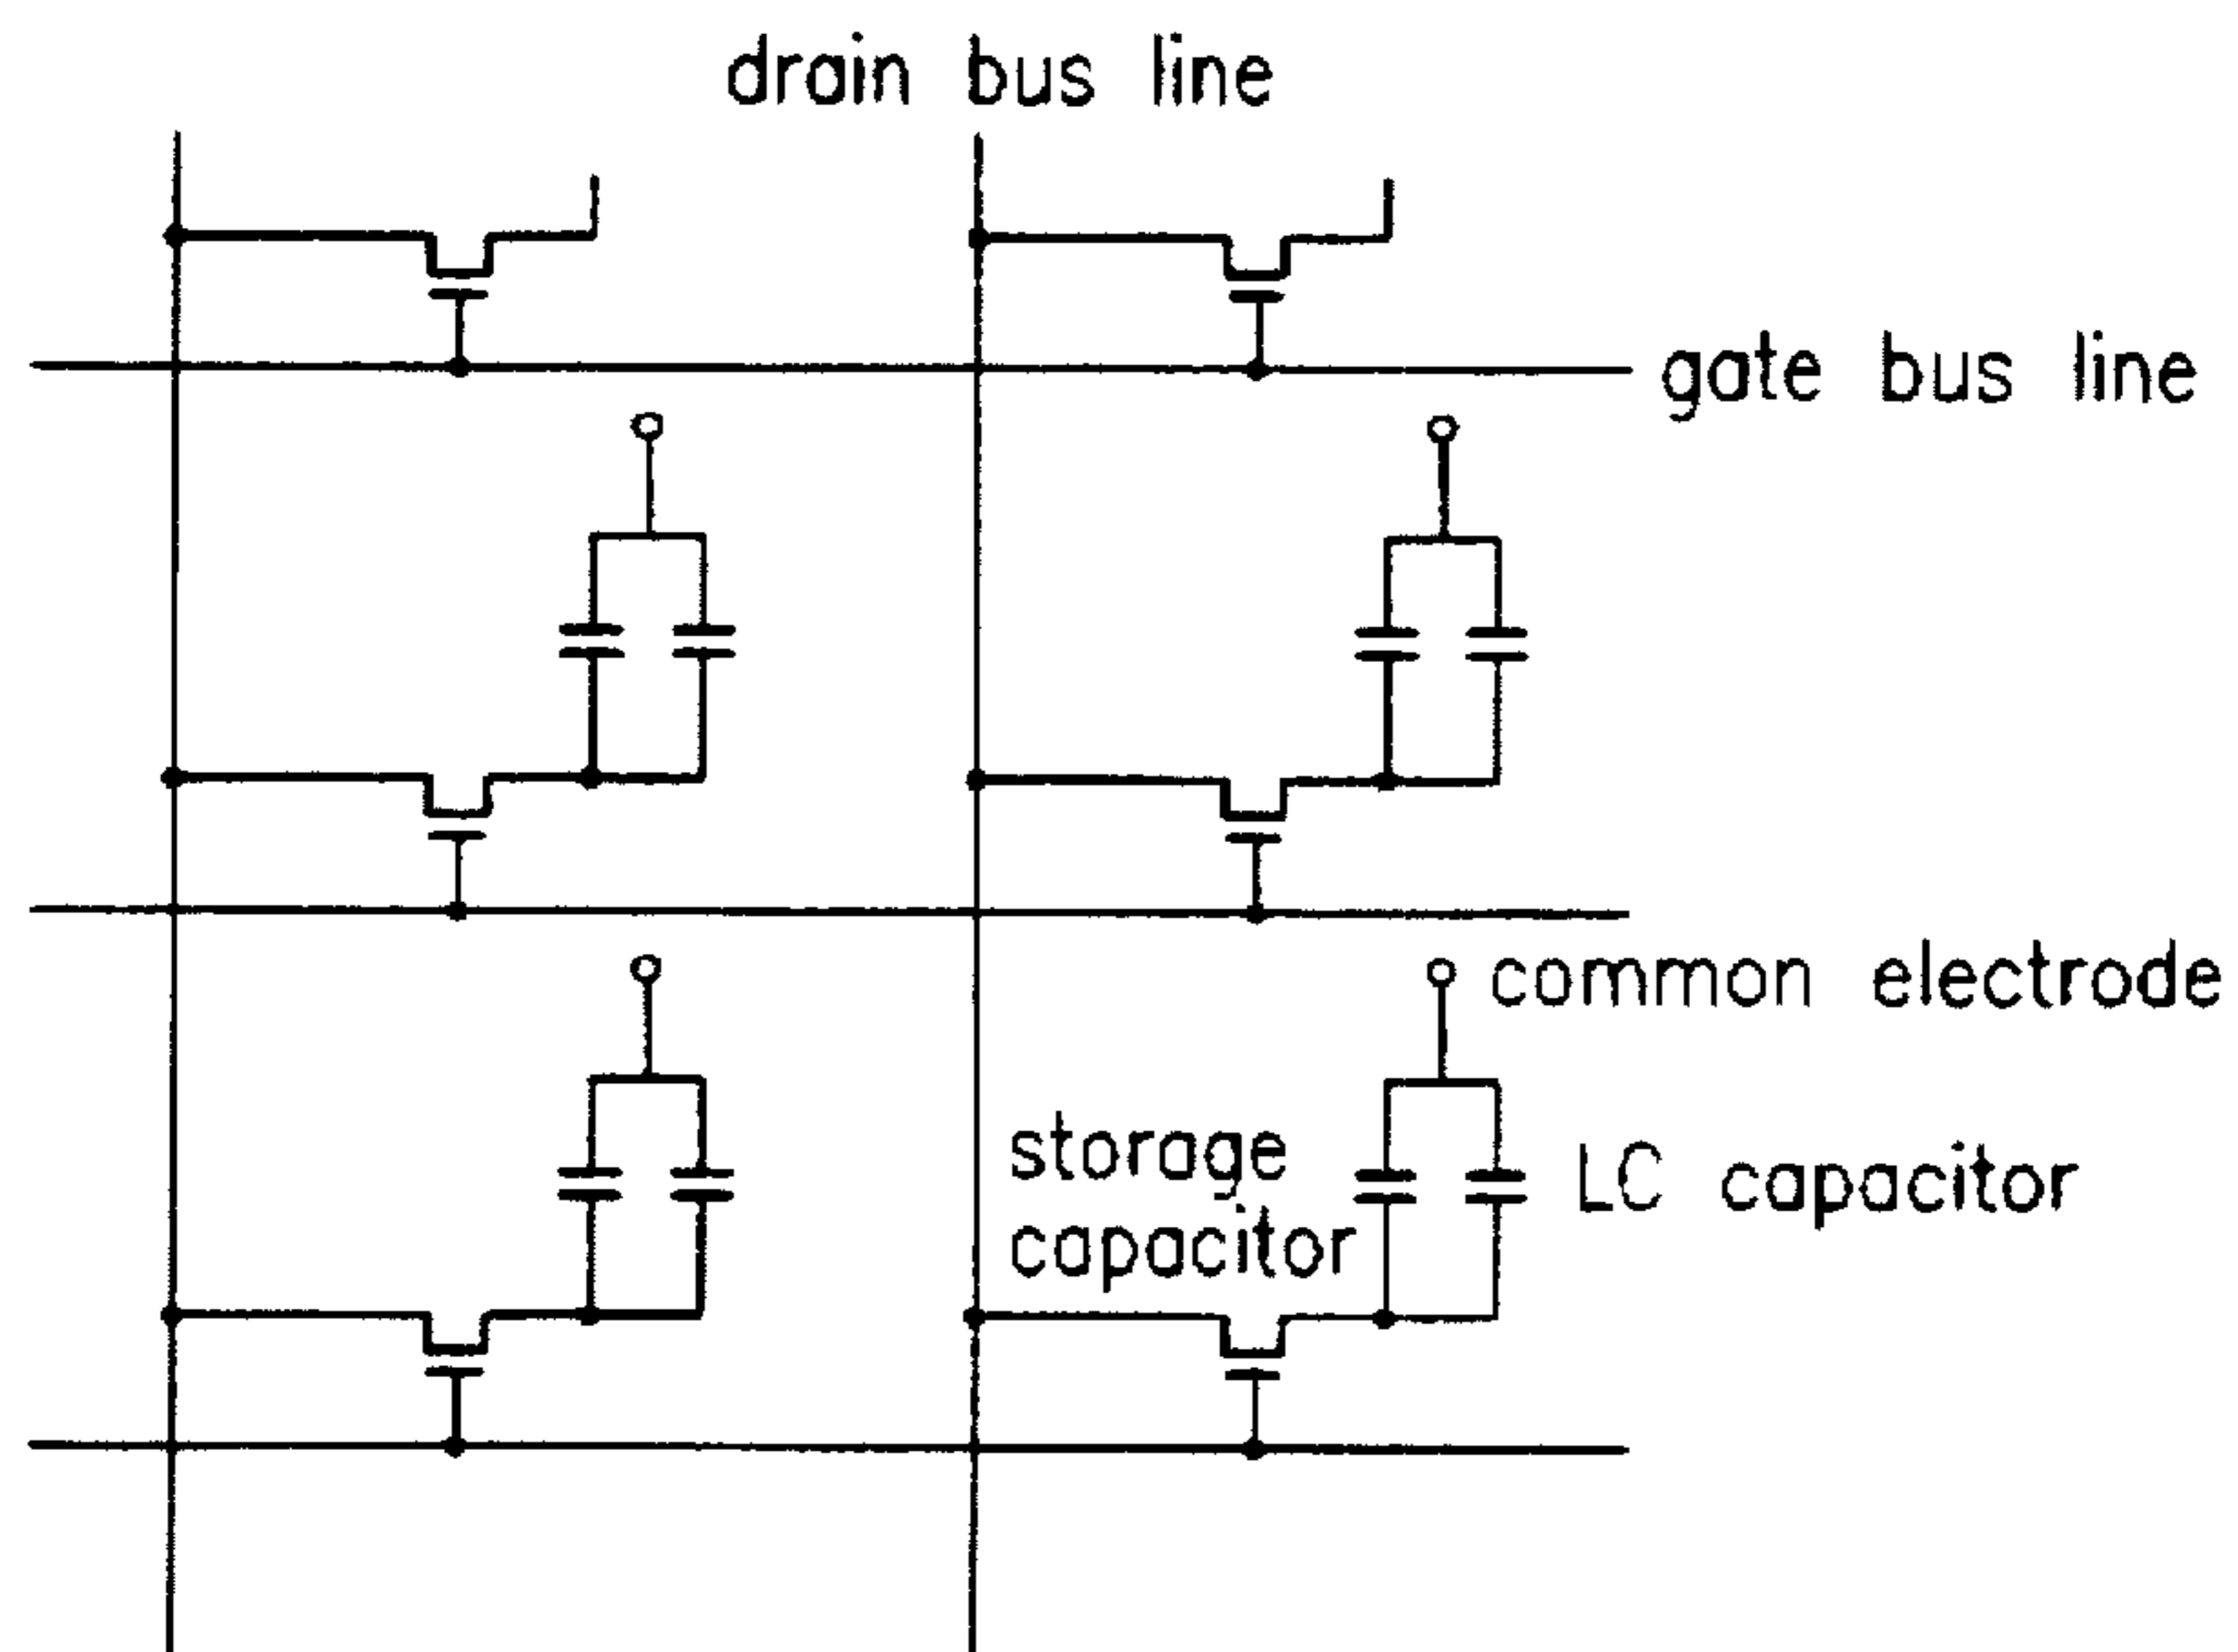 drain bus line
gate bus line
common electrode
storage
capacitor
LC capacitor